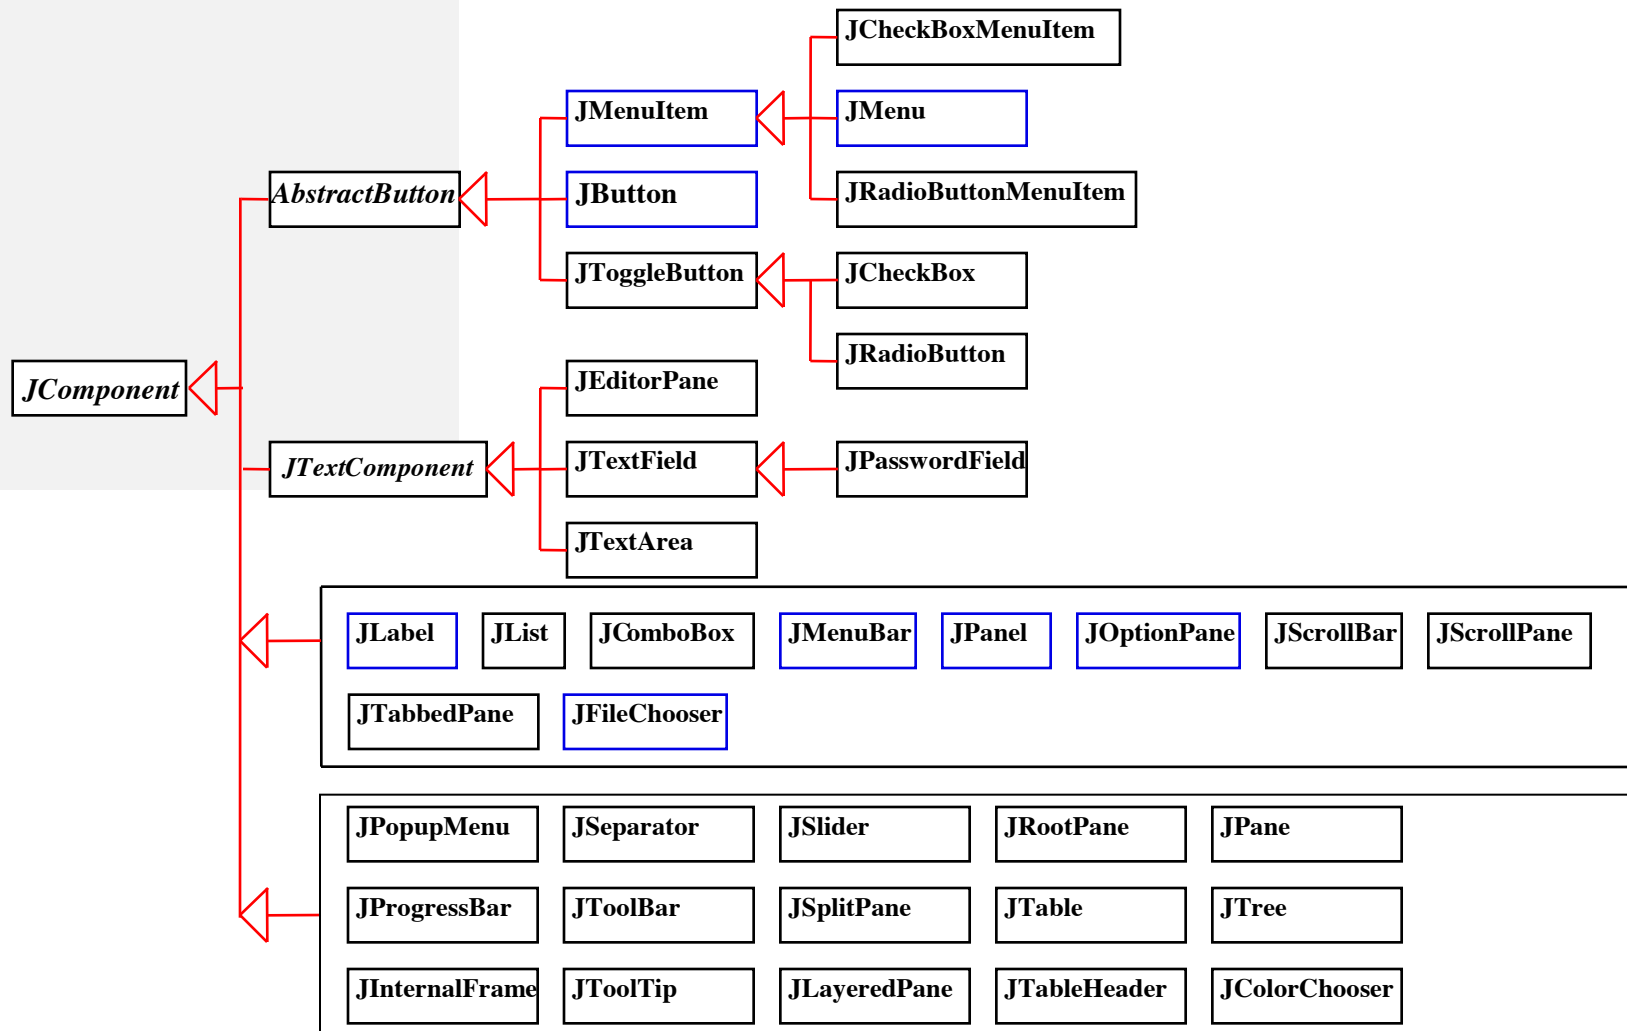 JCheckBoxMenuItem
JMenuItem
JMenu
AbstractButton
JButton
JRadioButtonMenuItem
JToggleButton
JCheckBox
JRadioButton
JComponent
JEditorPane
JTextComponent
JTextField
JPasswordField
JTextArea
JLabel JList JComboBox JMenuBar JPanel JOptionPane JScrollBar JScrollPane
JTabbedPane JFileChooser
JPopupMenu JSeparator JSlider JRootPane JPane
JProgressBar JToolBar JSplitPane JTable JTree
JInternalFrame JToolTip JLayeredPane JTableHeader JColorChooser